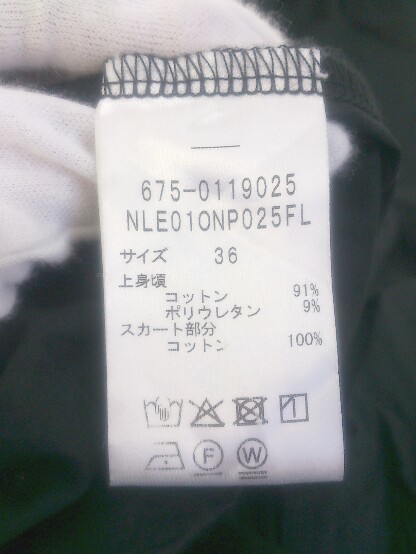 675-0119025
NLE010NP025FL
サイズ 36
上身頃
コットン 91%
ポリウレタン 9%
スカート部分
コットン 100%
F W